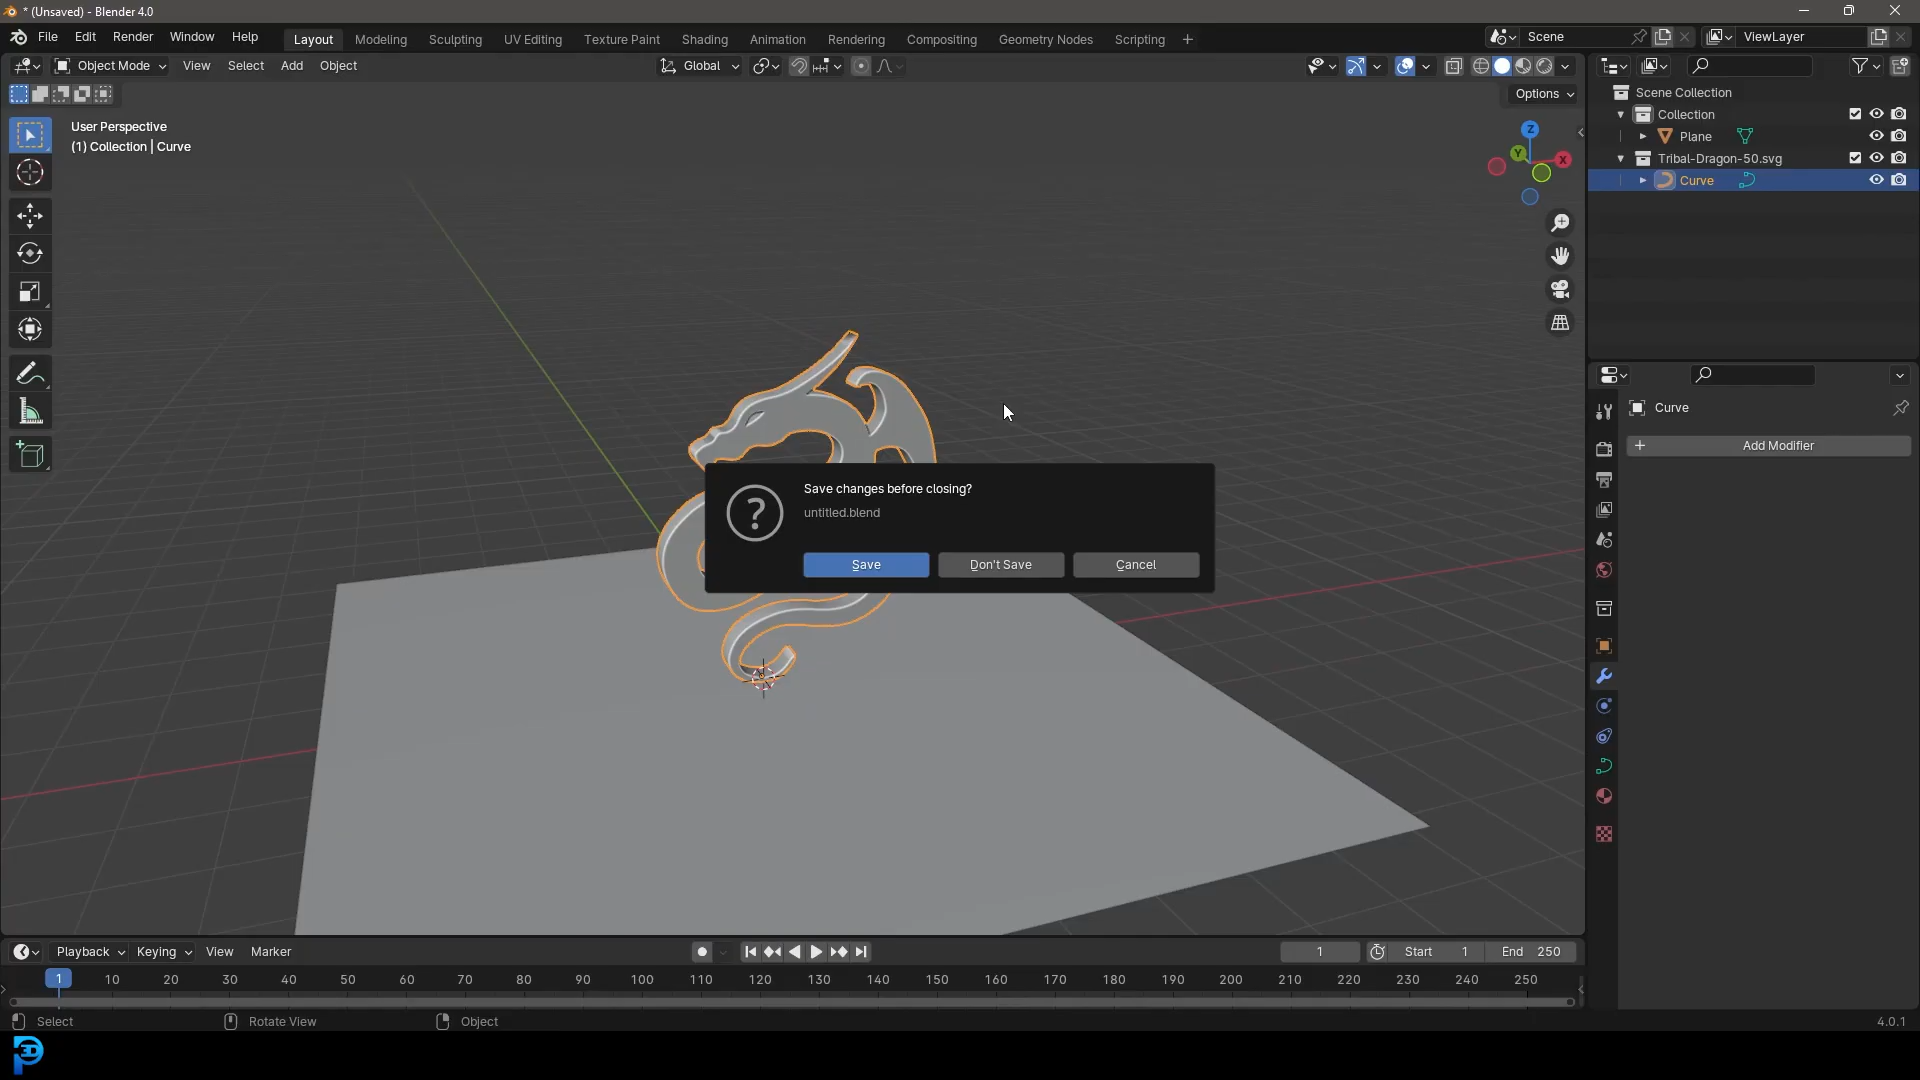 * (Unsaved) - Blender 4.0
File Edit Render Window Help
Layout Modeling Sculpting UV Editing Texture Paint Shading Animation Rendering Compositing Geometry Nodes Scripting +
Scene
ViewLayer
Object Mode View Select Add Object
Global
Options
User Perspective
(1) Collection | Curve
Z
Y
X
Scene Collection
Collection
Plane
Tribal-Dragon-50.svg
Curve
Curve
+ Add Modifier
?
Save changes before closing?
untitled.blend
Save Don't Save Cancel
Playback Keying View Marker
1 Start 1 End 250
1 10 20 30 40 50 60 70 80 90 100 110 120 130 140 150 160 170 180 190 200 210 220 230 240 250
Select Rotate View Object
4.0.1
P3D